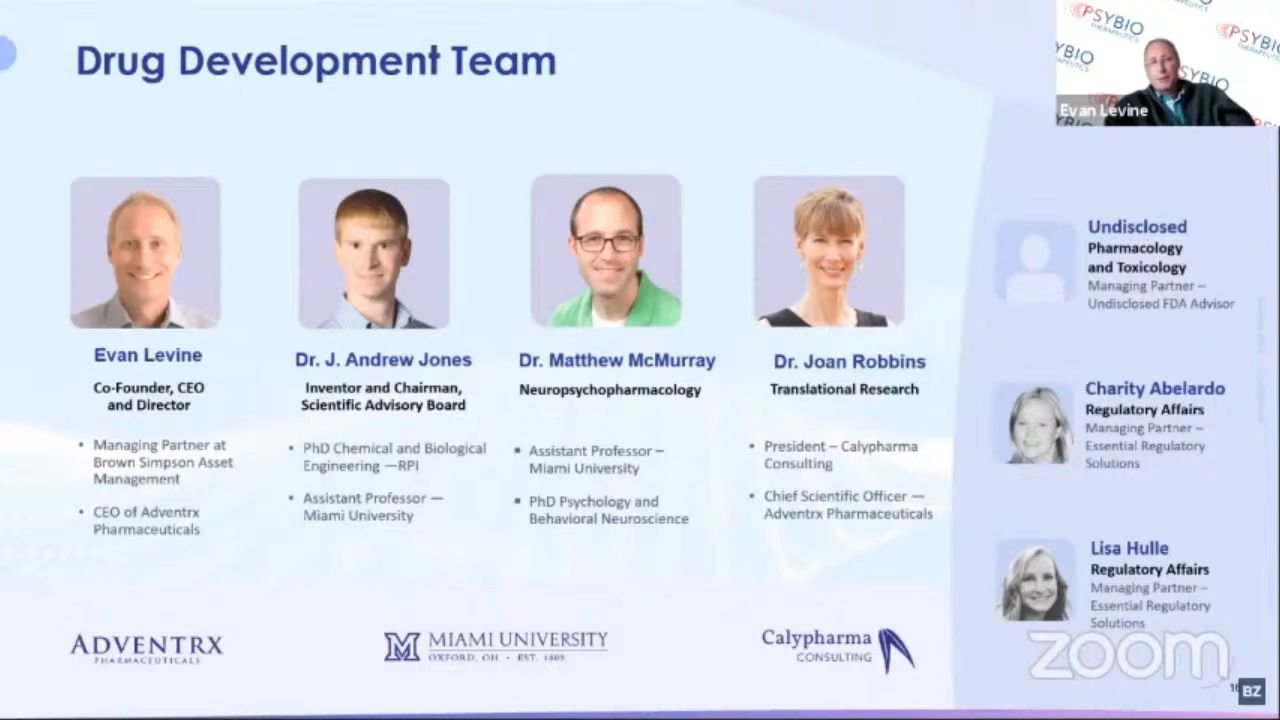 Drug Development Team
PSYBIO
THERAPEUTICS
PSYBIO
THERAPEUTICS
YBIO
SYBIO
Evan Levine
Evan Levine
Co-Founder, CEO
and Director
• Managing Partner at
Brown Simpson Asset
Management
• CEO of Adventrx
Pharmaceuticals
Dr. J. Andrew Jones
Inventor and Chairman,
Scientific Advisory Board
• PhD Chemical and Biological
Engineering —RPI
• Assistant Professor —
Miami University
Dr. Matthew McMurray
Neuropsychopharmacology
▪ Assistant Professor –
Miami University
▪ PhD Psychology and
Behavioral Neuroscience
Dr. Joan Robbins
Translational Research
• President – Calypharma
Consulting
• Chief Scientific Officer —
Adventrx Pharmaceuticals
Undisclosed
Pharmacology
and Toxicology
Managing Partner –
Undisclosed FDA Advisor
Charity Abelardo
Regulatory Affairs
Managing Partner –
Essential Regulatory
Solutions
Lisa Hulle
Regulatory Affairs
Managing Partner –
Essential Regulatory
Solutions
ADVENTRX
PHARMACEUTICALS
M MIAMI UNIVERSITY
OXFORD, OH • EST. 1809
Calypharma
CONSULTING
zoom
BZ